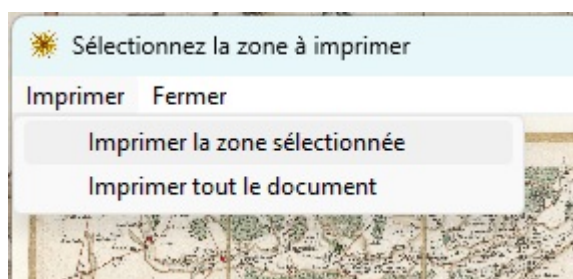 Sélectionnez la zone à imprimer
Imprimer Fermer
Imprimer la zone sélectionnée
Imprimer tout le document